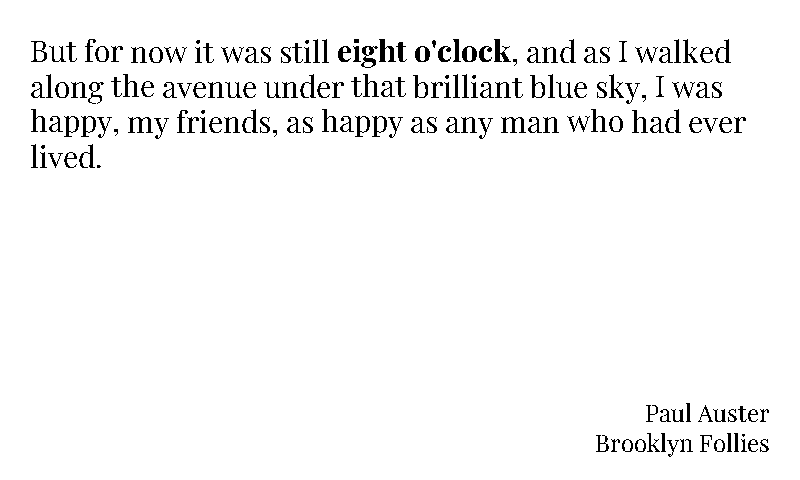 But for now it was still eight o'clock, and as I walked
along the avenue under that brilliant blue sky, I was
happy, my friends, as happy as any man who had ever
lived.
Paul Auster
Brooklyn Follies